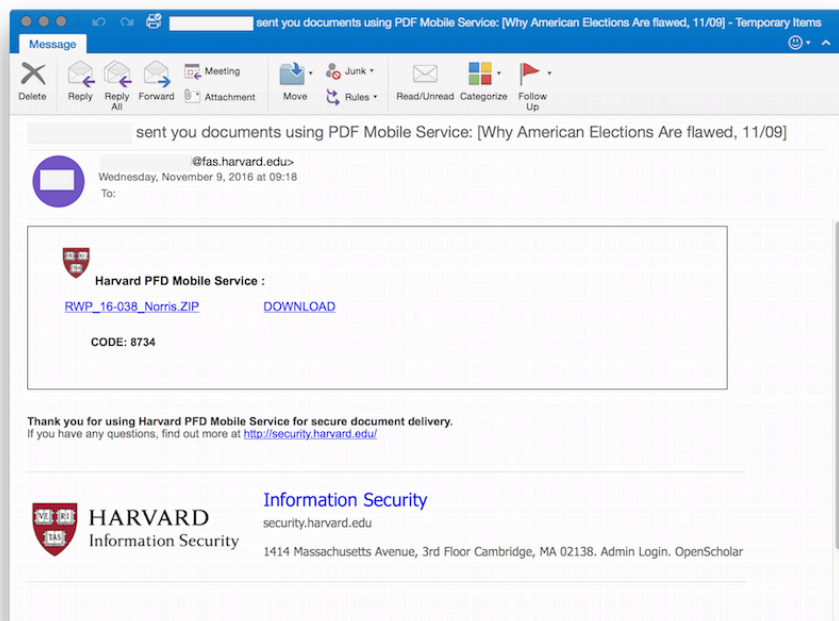 sent you documents using PDF Mobile Service: [Why American Elections Are flawed, 11/09] - Temporary Items
Message
Delete
Reply
Reply All
Forward
Meeting
Attachment
Move
Junk
Rules
Read/Unread
Categorize
Follow Up
sent you documents using PDF Mobile Service: [Why American Elections Are flawed, 11/09]
@fas.harvard.edu>
Wednesday, November 9, 2016 at 09:18
To:
Harvard PFD Mobile Service :
RWP_16-038_Norris.ZIP DOWNLOAD
CODE: 8734
Thank you for using Harvard PFD Mobile Service for secure document delivery.
If you have any questions, find out more at http://security.harvard.edu/
VE RI TAS
HARVARD
Information Security
Information Security
security.harvard.edu
1414 Massachusetts Avenue, 3rd Floor Cambridge, MA 02138. Admin Login. OpenScholar